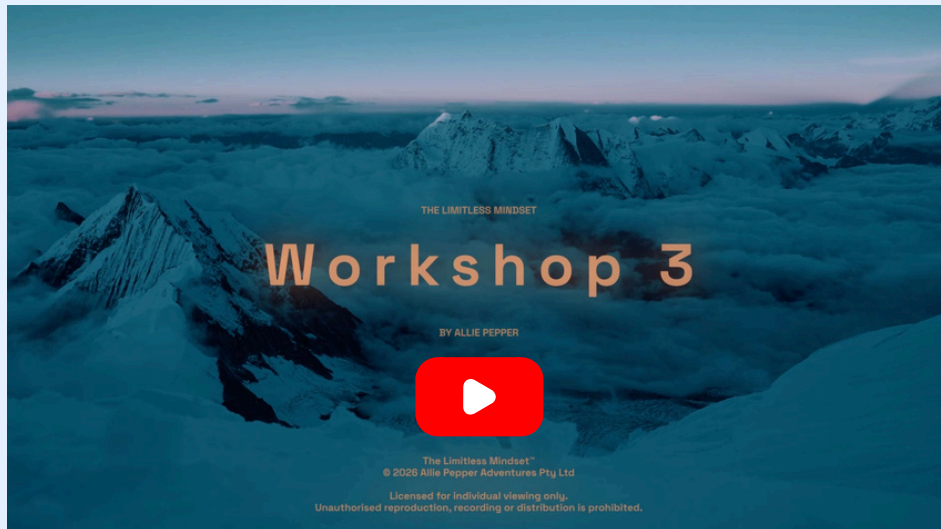 THE LIMITLESS MINDSET
Workshop 3
BY ALLIE PEPPER
The Limitless Mindset™
© 2026 Allie Pepper Adventures Pty Ltd
Licensed for individual viewing only.
Unauthorised reproduction, recording or distribution is prohibited.